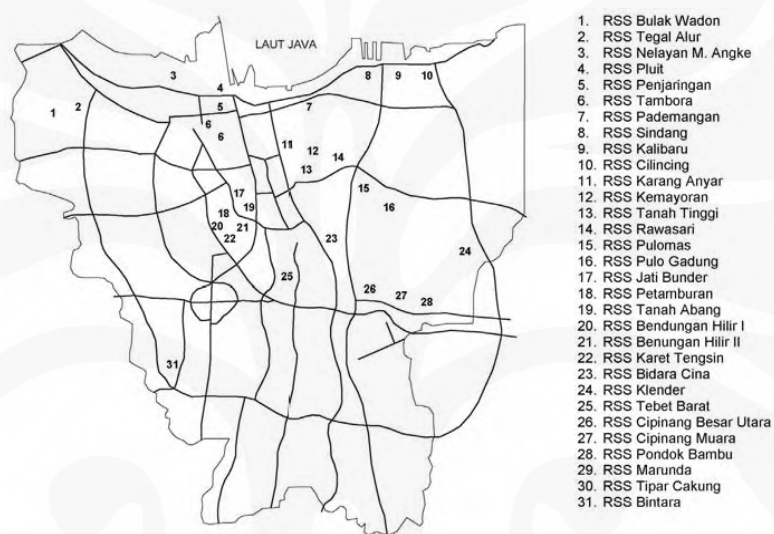 LAUT JAVA
3
4
8
9
10
1
2
5
7
6
6
11
12
14
13
15
17
16
18
19
20
21
22
23
24
25
26
27
28
31
1. RSS Bulak Wadon
2. RSS Tegal Alur
3. RSS Nelayan M. Angke
4. RSS Pluit
5. RSS Penjaringan
6. RSS Tambora
7. RSS Pademangan
8. RSS Sindang
9. RSS Kalibaru
10. RSS Cilincing
11. RSS Karang Anyar
12. RSS Kemayoran
13. RSS Tanah Tinggi
14. RSS Rawasari
15. RSS Pulomas
16. RSS Pulo Gadung
17. RSS Jati Bunder
18. RSS Petamburan
19. RSS Tanah Abang
20. RSS Bendungan Hilir I
21. RSS Benungan Hilir II
22. RSS Karet Tengsin
23. RSS Bidara Cina
24. RSS Klender
25. RSS Tebet Barat
26. RSS Cipinang Besar Utara
27. RSS Cipinang Muara
28. RSS Pondok Bambu
29. RSS Marunda
30. RSS Tipar Cakung
31. RSS Bintara